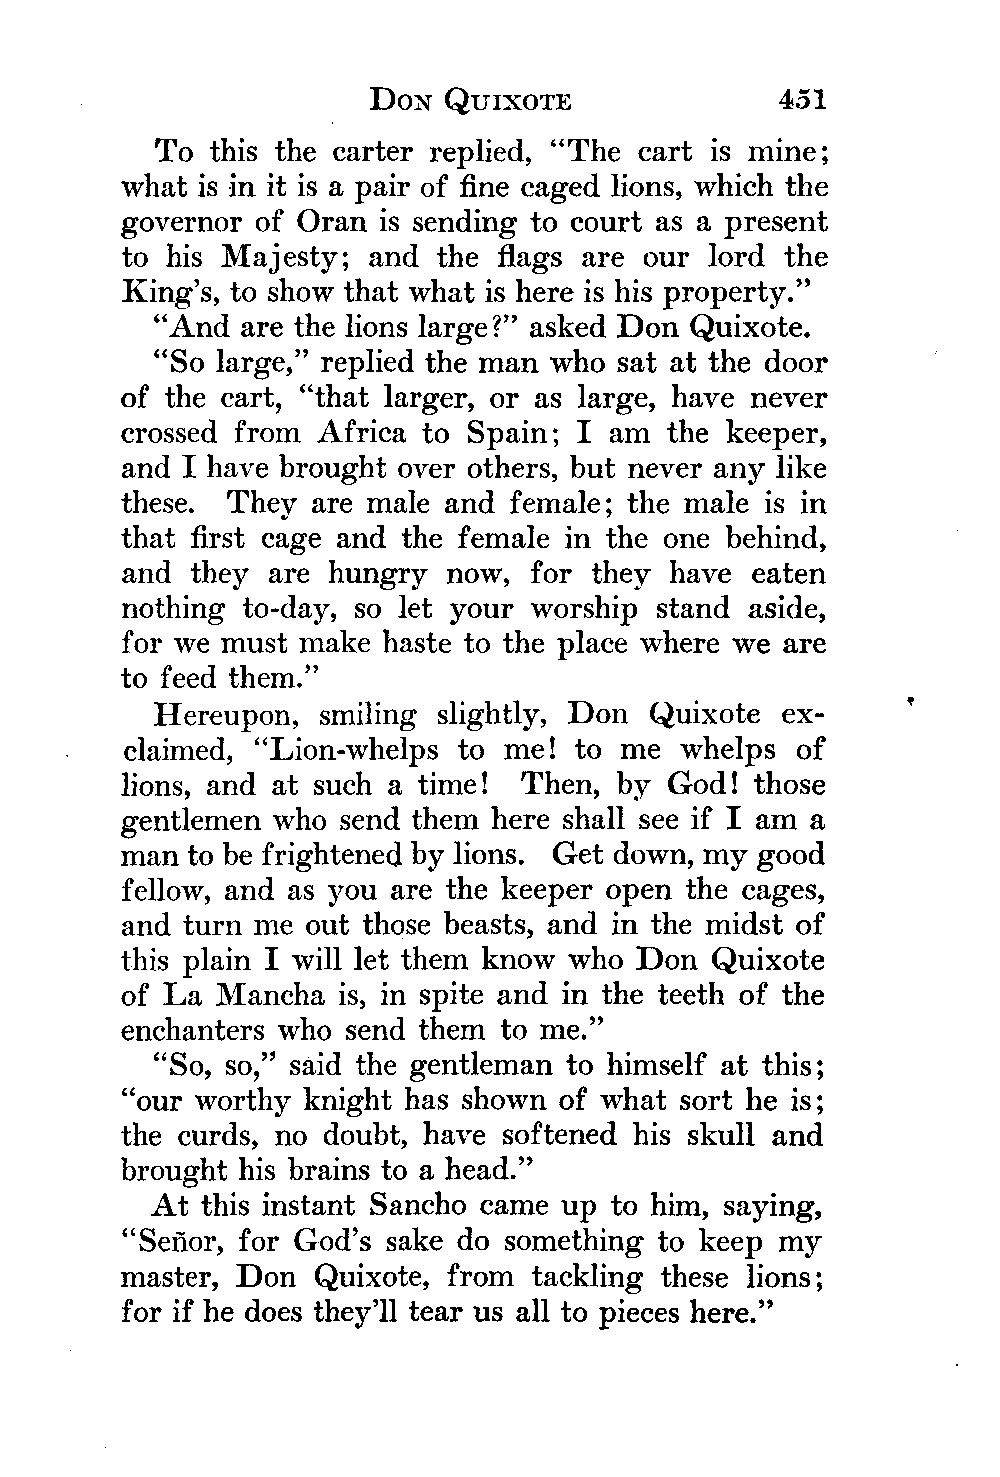 DON QUIXOTE 451
To this the carter replied, “The cart is mine;
what is in it is a pair of fine caged lions, which the
governor of Oran is sending to court as a present
to his Majesty; and the flags are our lord the
King’s, to show that what is here is his property.”
“And are the lions large?” asked Don Quixote.
“So large,” replied the man who sat at the door
of the cart, “that larger, or as large, have never
crossed from Africa to Spain; I am the keeper,
and I have brought over others, but never any like
these. They are male and female; the male is in
that first cage and the female in the one behind,
and they are hungry now, for they have eaten
nothing to-day, so let your worship stand aside,
for we must make haste to the place where we are
to feed them.”
Hereupon, smiling slightly, Don Quixote ex-
claimed, “Lion-whelps to me! to me whelps of
lions, and at such a time! Then, by God! those
gentlemen who send them here shall see if I am a
man to be frightened by lions. Get down, my good
fellow, and as you are the keeper open the cages,
and turn me out those beasts, and in the midst of
this plain I will let them know who Don Quixote
of La Mancha is, in spite and in the teeth of the
enchanters who send them to me.”
“So, so,” said the gentleman to himself at this;
“our worthy knight has shown of what sort he is;
the curds, no doubt, have softened his skull and
brought his brains to a head.”
At this instant Sancho came up to him, saying,
“Señor, for God’s sake do something to keep my
master, Don Quixote, from tackling these lions;
for if he does they’ll tear us all to pieces here.”